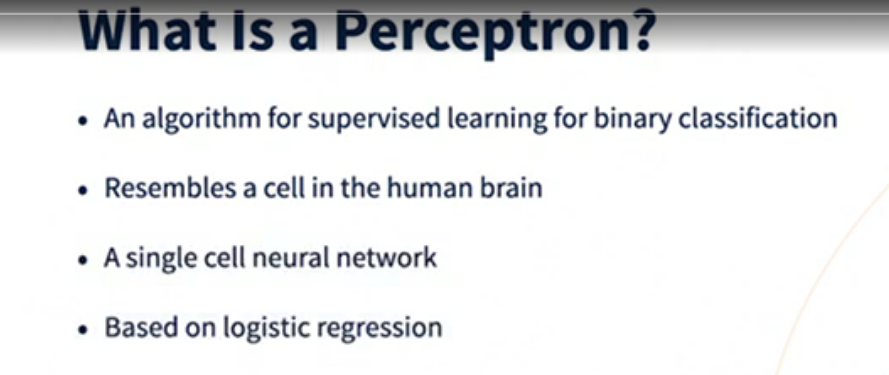 What Is a Perceptron?
• An algorithm for supervised learning for binary classification
• Resembles a cell in the human brain
• A single cell neural network
• Based on logistic regression